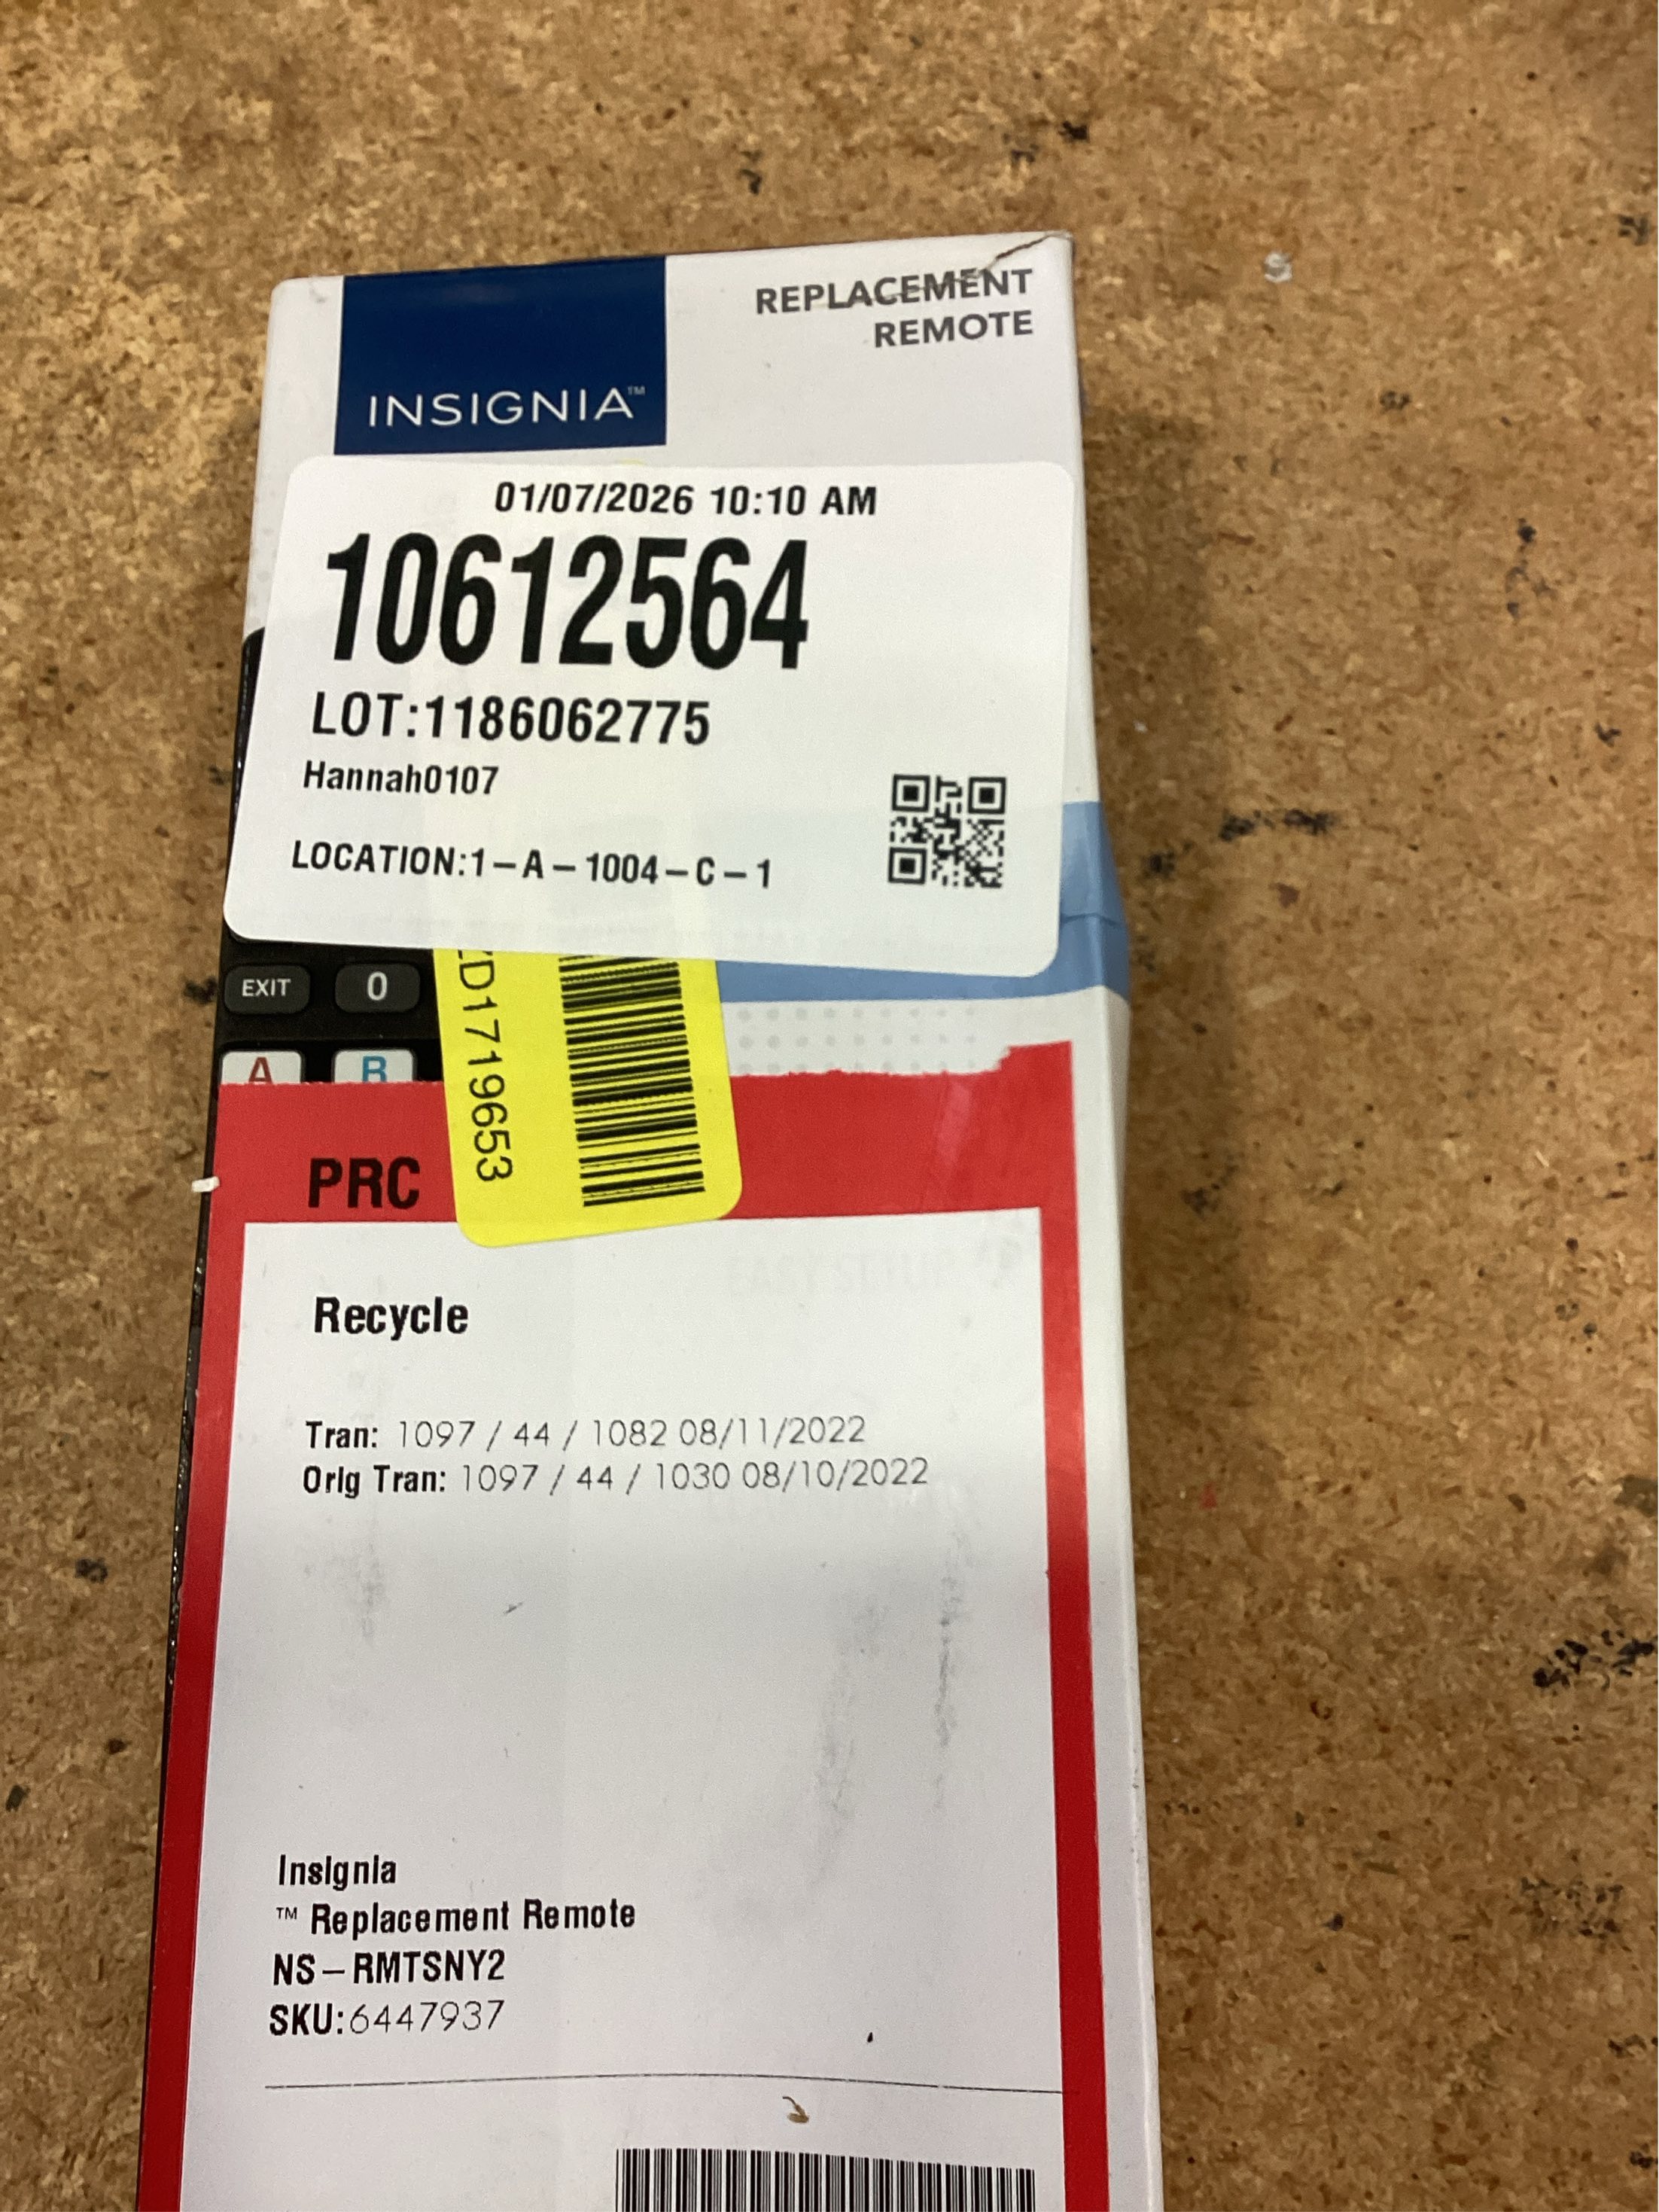 REPLACEMENT
REMOTE
INSIGNIA™
01/07/2026 10:10 AM
10612564
LOT:1186062775
Hannah0107
LOCATION:1-A-1004-C-1
EXIT
0
D1719653
A
B
PRC
Recycle
Tran: 1097 / 44 / 1082 08/11/2022
Orig Tran: 1097 / 44 / 1030 08/10/2022
Insignia
™ Replacement Remote
NS-RMTSNY2
SKU:6447937